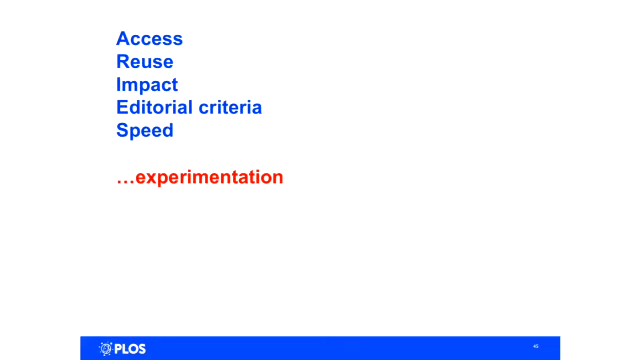 Access
Reuse
Impact
Editorial criteria
Speed
…experimentation
PLOS